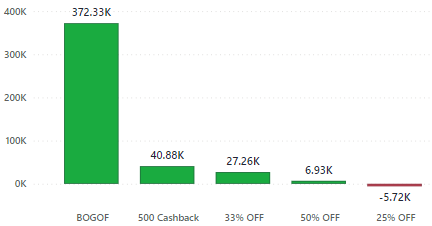 400K
372.33K
300K
200K
100K
40.88K
27.26K
6.93K
0K
-5.72K
BOGOF
500 Cashback
33% OFF
50% OFF
25% OFF